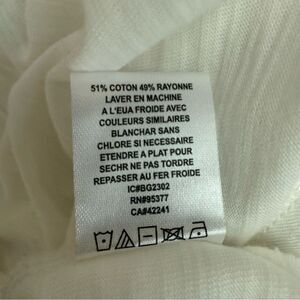 51% COTON 49% RAYONNE
LAVER EN MACHINE
A L'EUA FROIDE AVEC
COULEURS SIMILAIRES
BLANCHAR SANS
CHLORE SI NECESSAIRE
ETENDRE A PLAT POUR
SECHR NE PAS TORDRE
REPASSER AU FER FROIDE
IC#BG2302
RN#95377
CA#42241